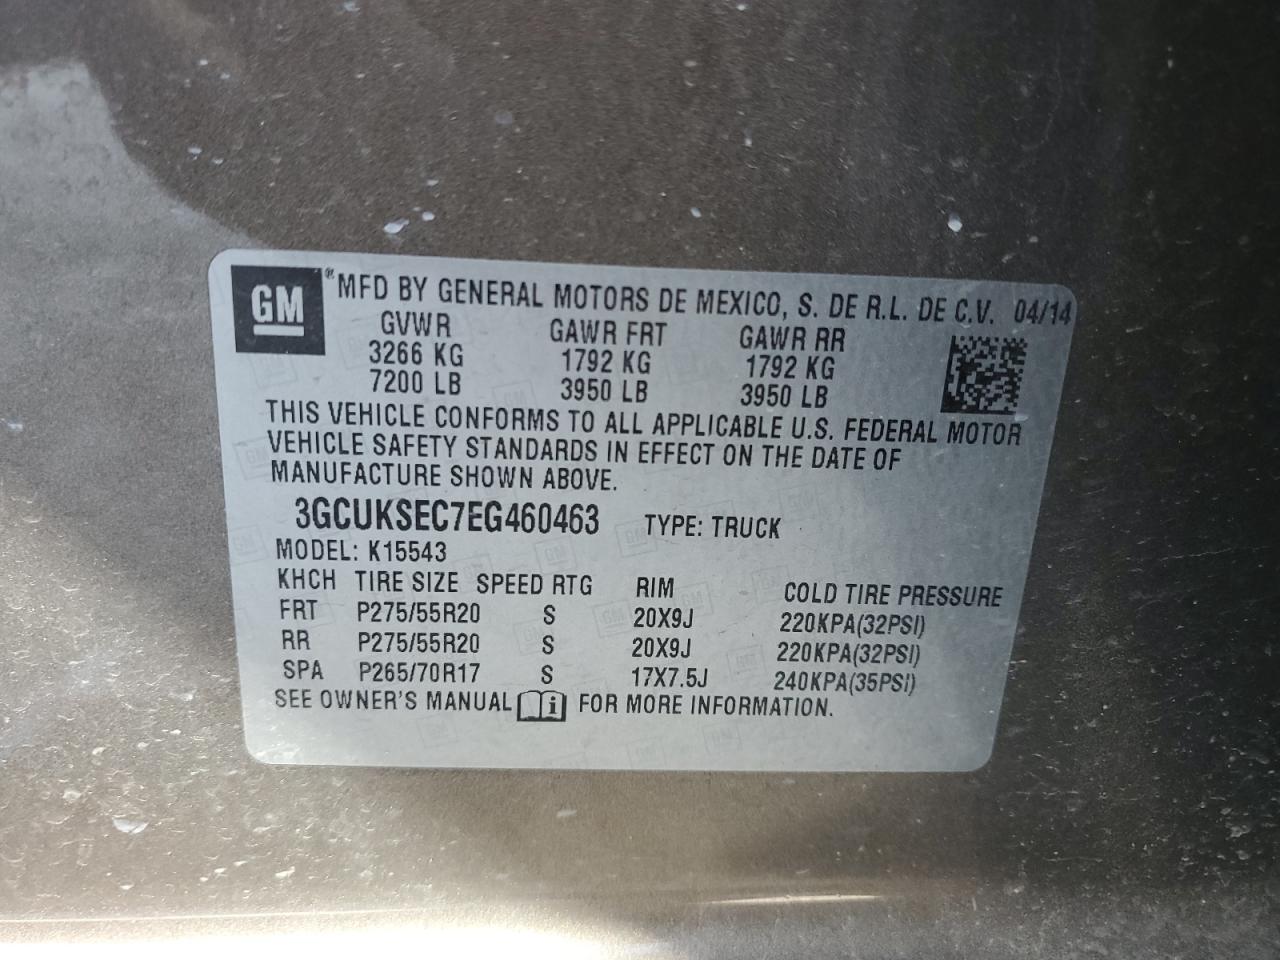 GM ® MFD BY GENERAL MOTORS DE MEXICO, S. DE R.L. DE C.V. 04/14
GVWR GAWR FRT GAWR RR
3266 KG 1792 KG 1792 KG
7200 LB 3950 LB 3950 LB
THIS VEHICLE CONFORMS TO ALL APPLICABLE U.S. FEDERAL MOTOR
VEHICLE SAFETY STANDARDS IN EFFECT ON THE DATE OF
MANUFACTURE SHOWN ABOVE.
3GCUKSEC7EG460463 TYPE: TRUCK
MODEL: K15543
KHCH TIRE SIZE SPEED RTG RIM COLD TIRE PRESSURE
FRT P275/55R20 S 20X9J 220KPA(32PSI)
RR P275/55R20 S 20X9J 220KPA(32PSI)
SPA P265/70R17 S 17X7.5J 240KPA(35PSI)
SEE OWNER'S MANUAL i FOR MORE INFORMATION.